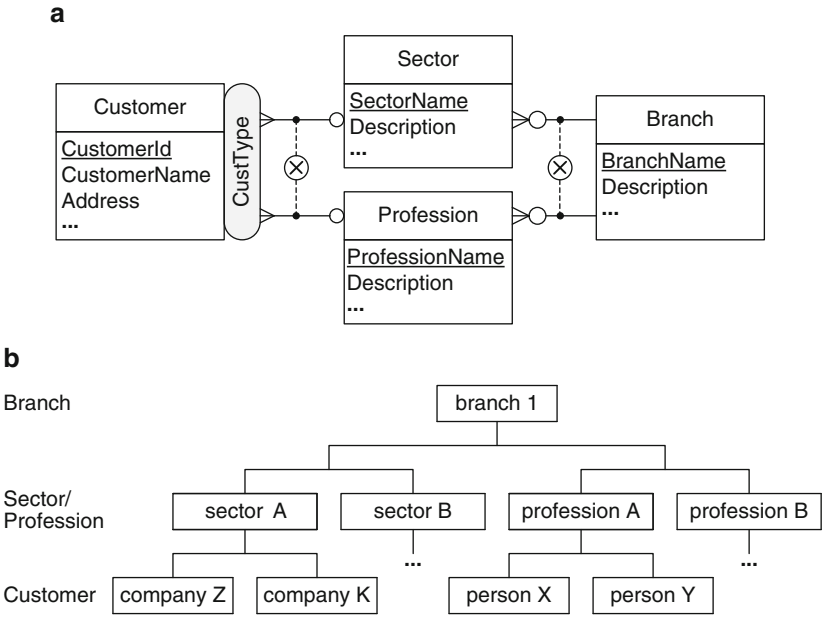 a
Customer
CustomerId
CustomerName
Address
...
CustType
Sector
SectorName
Description
...
Profession
ProfessionName
Description
...
Branch
BranchName
Description
...
b
Branch
branch 1
Sector/
Profession
sector A
sector B
profession A
profession B
...
...
Customer
company Z
company K
person X
person Y